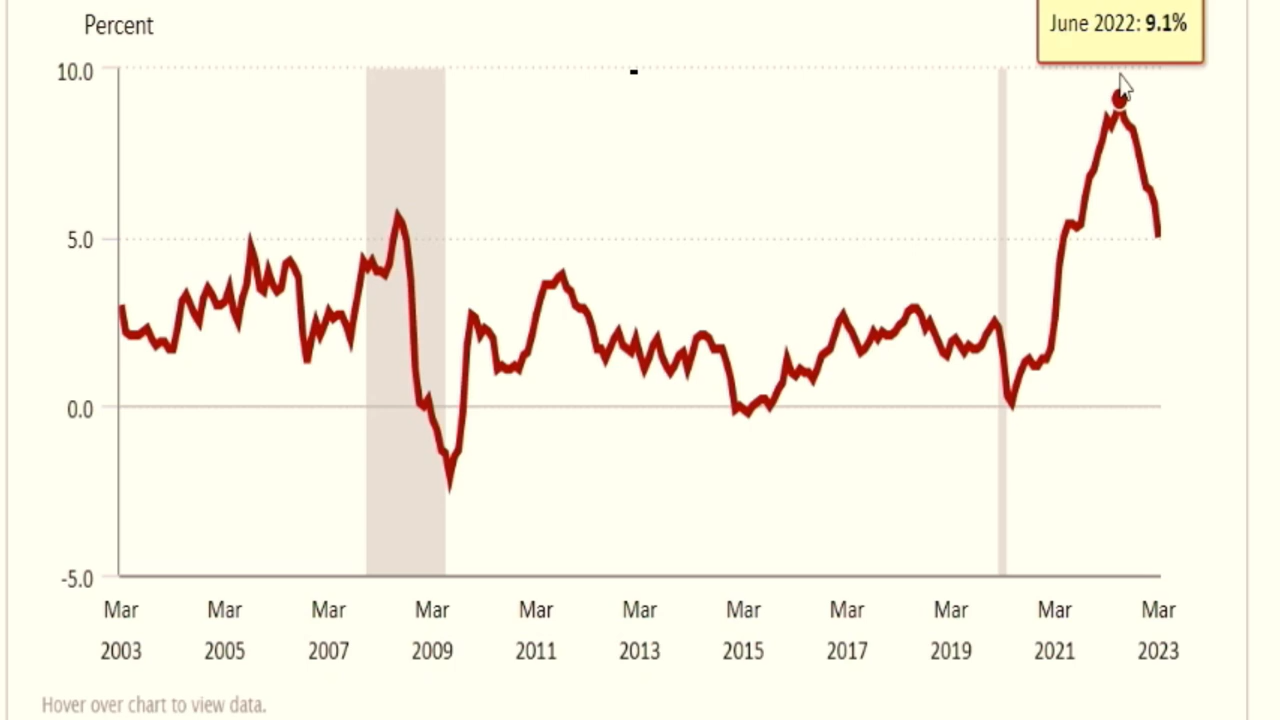 June 2022: 9.1%
Percent
10.0
5.0
0.0
-5.0
Mar Mar Mar Mar Mar Mar Mar Mar Mar Mar Mar
2003 2005 2007 2009 2011 2013 2015 2017 2019 2021 2023
Hover over chart to view data.